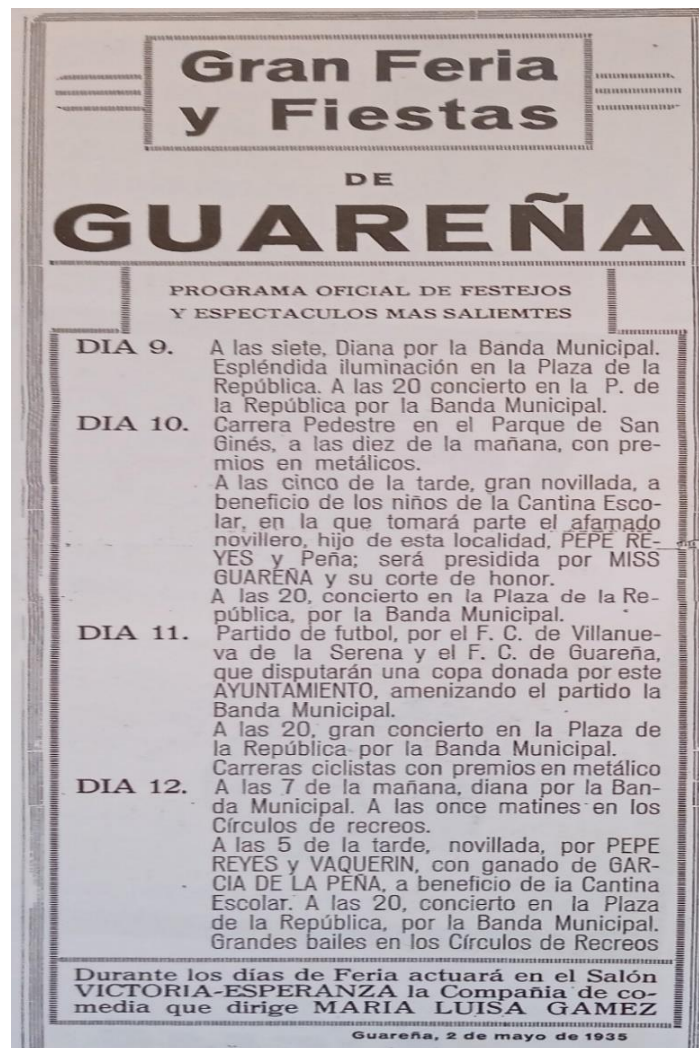 Gran Feria
y Fiestas
DE
GUAREÑA
PROGRAMA OFICIAL DE FESTEJOS
Y ESPECTACULOS MAS SALIEMTES
DIA 9. A las siete, Diana por la Banda Municipal.
Espléndida iluminación en la Plaza de la
República. A las 20 concierto en la P. de
la República por la Banda Municipal.
DIA 10. Carrera Pedestre en el Parque de San
Ginés, a las diez de la mañana, con pre-
mios en metálicos.
A las cinco de la tarde, gran novillada, a
beneficio de los niños de la Cantina Esco-
lar, en la que tomará parte el afamado
novillero, hijo de esta localidad, PEPE RE-
YES y Peña; será presidida por MISS
GUAREÑA y su corte de honor.
A las 20, concierto en la Plaza de la Re-
pública, por la Banda Municipal.
DIA 11. Partido de futbol, por el F. C. de Villanue-
va de la Serena y el F. C. de Guareña,
que disputarán una copa donada por este
AYUNTAMIENTO, amenizando el partido la
Banda Municipal.
A las 20, gran concierto en la Plaza de
la República por la Banda Municipal.
Carreras ciclistas con premios en metálico
DIA 12. A las 7 de la mañana, diana por la Ban-
da Municipal. A las once matines en los
Círculos de recreos.
A las 5 de la tarde, novillada, por PEPE
REYES y VAQUERIN, con ganado de GAR-
CIA DE LA PEÑA, a beneficio de ia Cantina
Escolar. A las 20, concierto en la Plaza
de la República, por la Banda Municipal.
Grandes bailes en los Círculos de Recreos
Durante los días de Feria actuará en el Salón
VICTORIA-ESPERANZA la Compañia de co-
media que dirige MARIA LUISA GAMEZ
Guareña, 2 de mayo de 1935